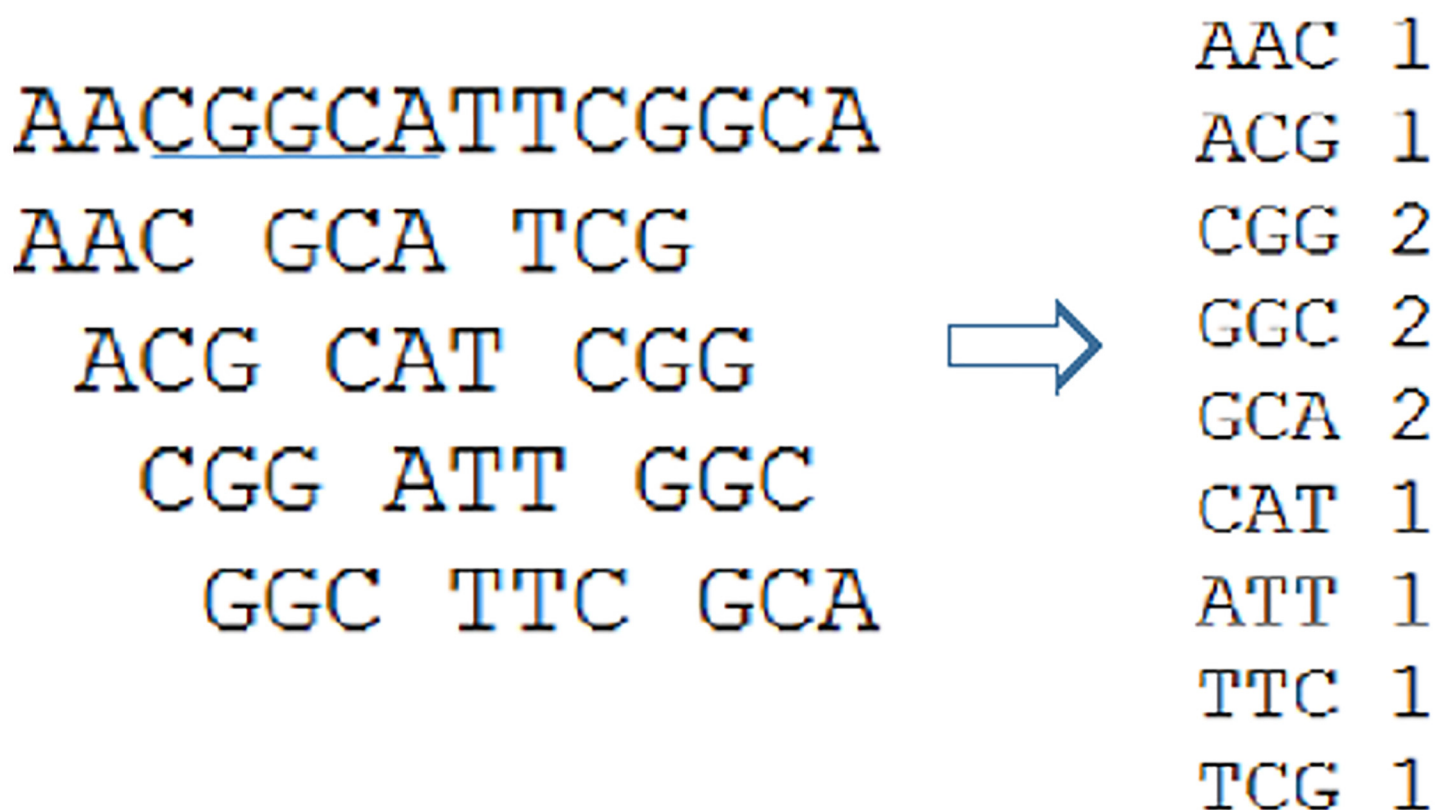 AACGGCATTCGGCA
AAC GCA TCG
ACG CAT CGG
CGG ATT GGC
GGC TTC GCA
AAC 1
ACG 1
CGG 2
GGC 2
GCA 2
CAT 1
ATT 1
TTC 1
TCG 1